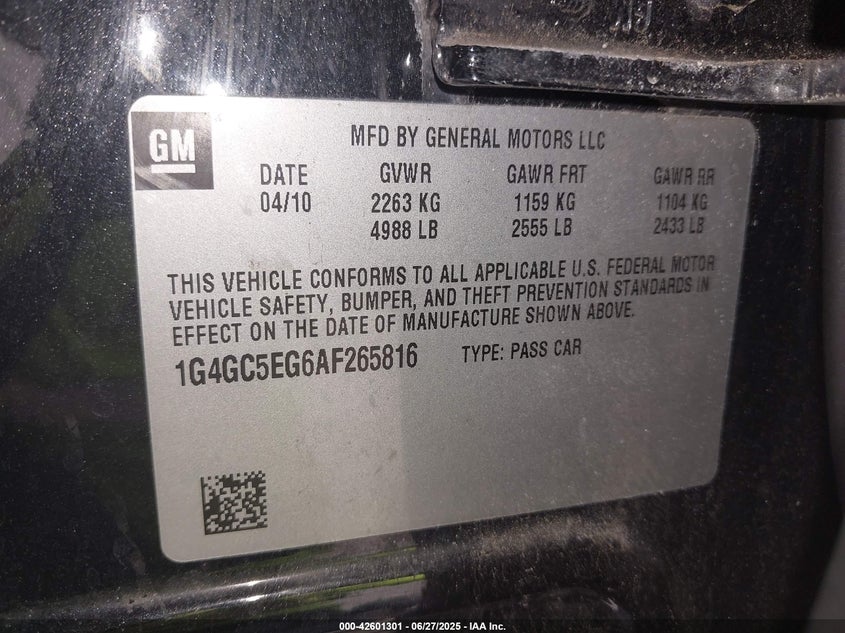 GM
MFD BY GENERAL MOTORS LLC
DATE GVWR GAWR FRT GAWR RR
04/10 2263 KG 1159 KG 1104 KG
4988 LB 2555 LB 2433 LB
THIS VEHICLE CONFORMS TO ALL APPLICABLE U.S. FEDERAL MOTOR
VEHICLE SAFETY, BUMPER, AND THEFT PREVENTION STANDARDS IN
EFFECT ON THE DATE OF MANUFACTURE SHOWN ABOVE.
1G4GC5EG6AF265816 TYPE: PASS CAR
000-42601301 - 06/27/2025 - IAA Inc.